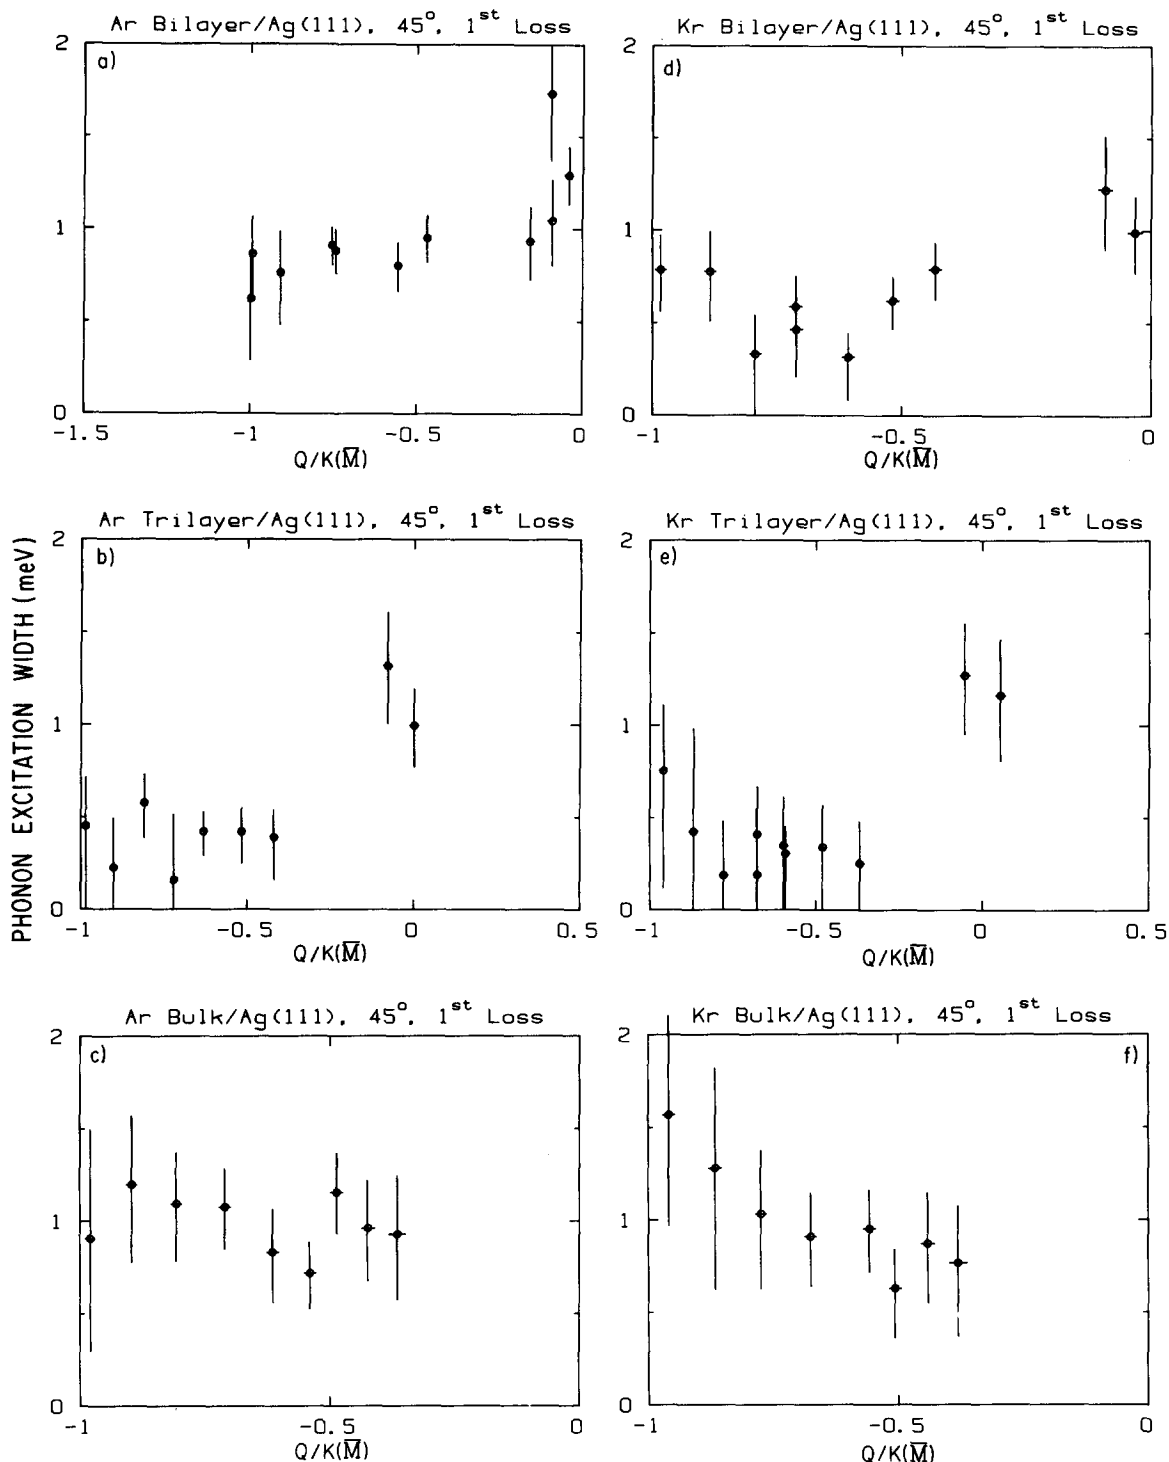 PHONON EXCITATION WIDTH (meV)
Ar Bilayer/Ag(111), 45°, 1st Loss
a)
2
1
0
-1.5
-1
-0.5
0
Q/K(M̅)
Kr Bilayer/Ag(111), 45°, 1st Loss
d)
2
1
0
-1
-0.5
0
Q/K(M̅)
Ar Trilayer/Ag(111), 45°, 1st Loss
b)
2
1
0
-1
-0.5
0
0.5
Q/K(M̅)
Kr Trilayer/Ag(111), 45°, 1st Loss
e)
2
1
0
-1
-0.5
0
0.5
Q/K(M̅)
Ar Bulk/Ag(111), 45°, 1st Loss
c)
2
1
0
-1
-0.5
0
Q/K(M̅)
Kr Bulk/Ag(111), 45°, 1st Loss
f)
2
1
0
-1
-0.5
0
Q/K(M̅)